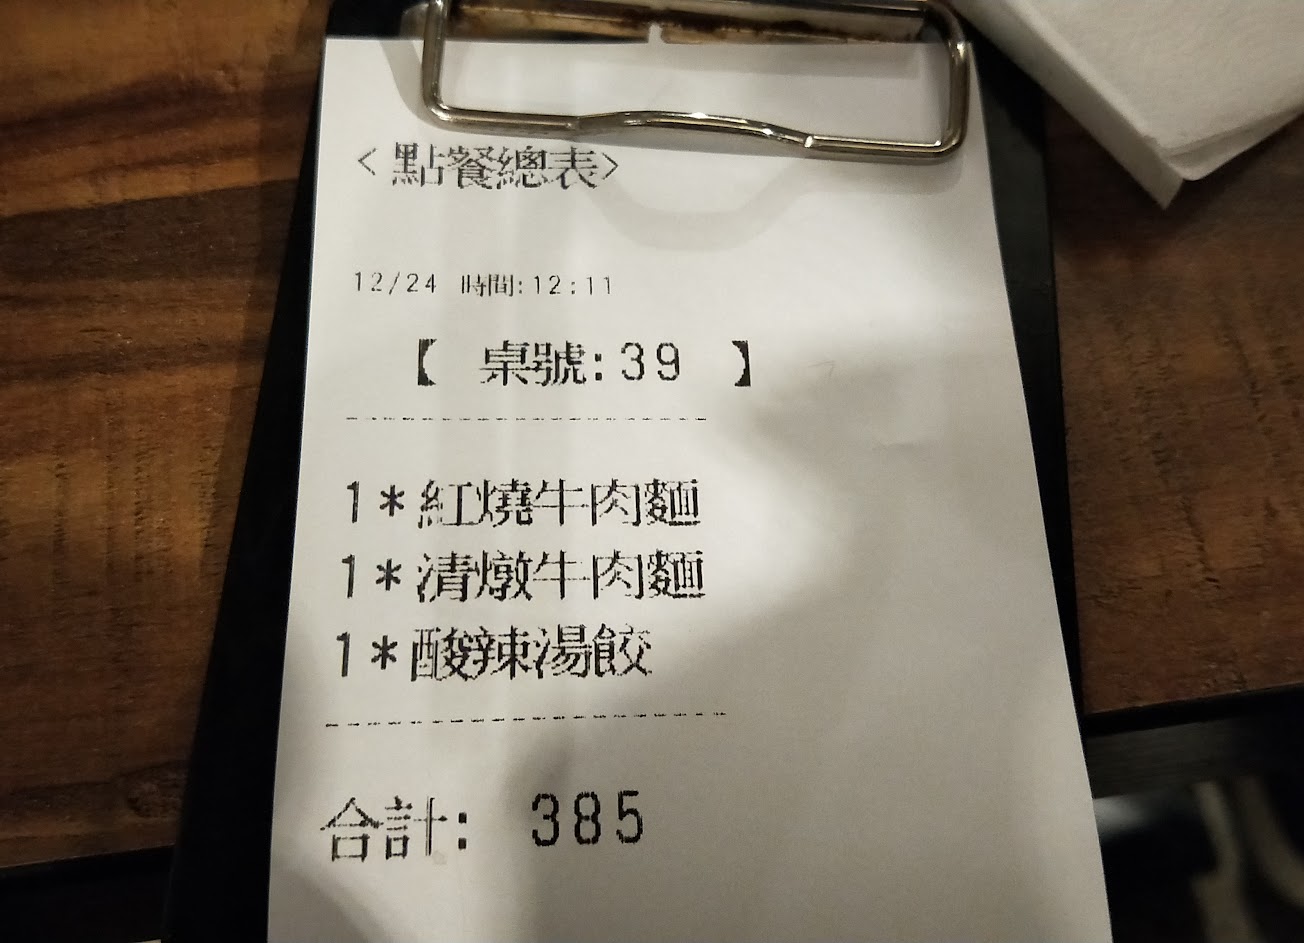 <點餐總表>
12/24 時間:12:11
【 桌號:39 】
1*紅燒牛肉麵
1*清燉牛肉麵
1*酸辣湯餃
合計: 385